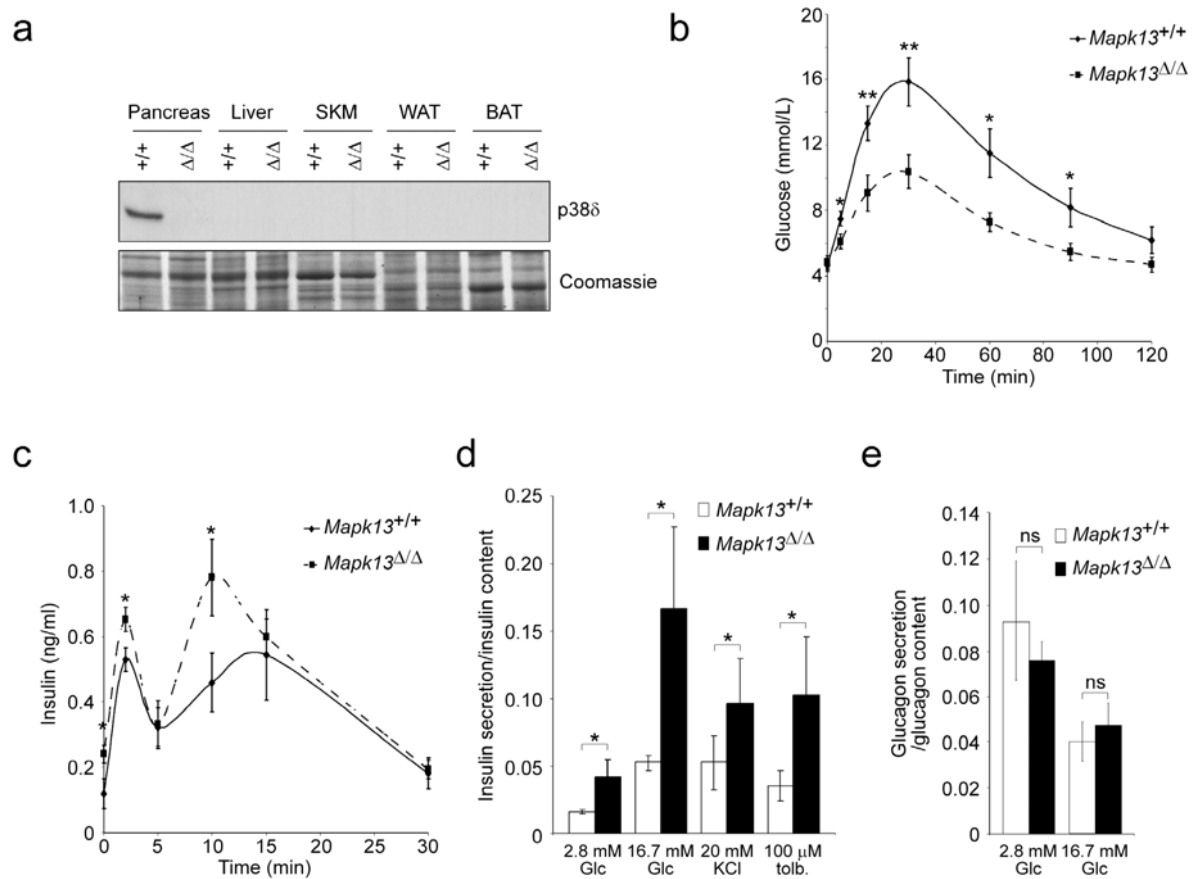 a
Pancreas Liver SKM WAT BAT
+/+ Δ/Δ +/+ Δ/Δ +/+ Δ/Δ +/+ Δ/Δ +/+ Δ/Δ
p38δ
Coomassie
b
Mapk13+/+
Mapk13Δ/Δ
Glucose (mmol/L)
20
16
12
8
4
0
* ** ** * *
0 20 40 60 80 100 120
Time (min)
c
Mapk13+/+
Mapk13Δ/Δ
Insulin (ng/ml)
1.0
0.8
0.6
0.4
0.2
0
* * *
0 5 10 15 20 25 30
Time (min)
d
Mapk13+/+
Mapk13Δ/Δ
Insulin secretion/insulin content
0.25
0.20
0.15
0.10
0.05
0
* * * *
2.8 mM 16.7 mM 20 mM 100 μM
Glc Glc KCl tolb.
e
Mapk13+/+
Mapk13Δ/Δ
Glucagon secretion
/glucagon content
0.14
0.12
0.10
0.08
0.06
0.04
0.02
0
ns ns
2.8 mM 16.7 mM
Glc Glc